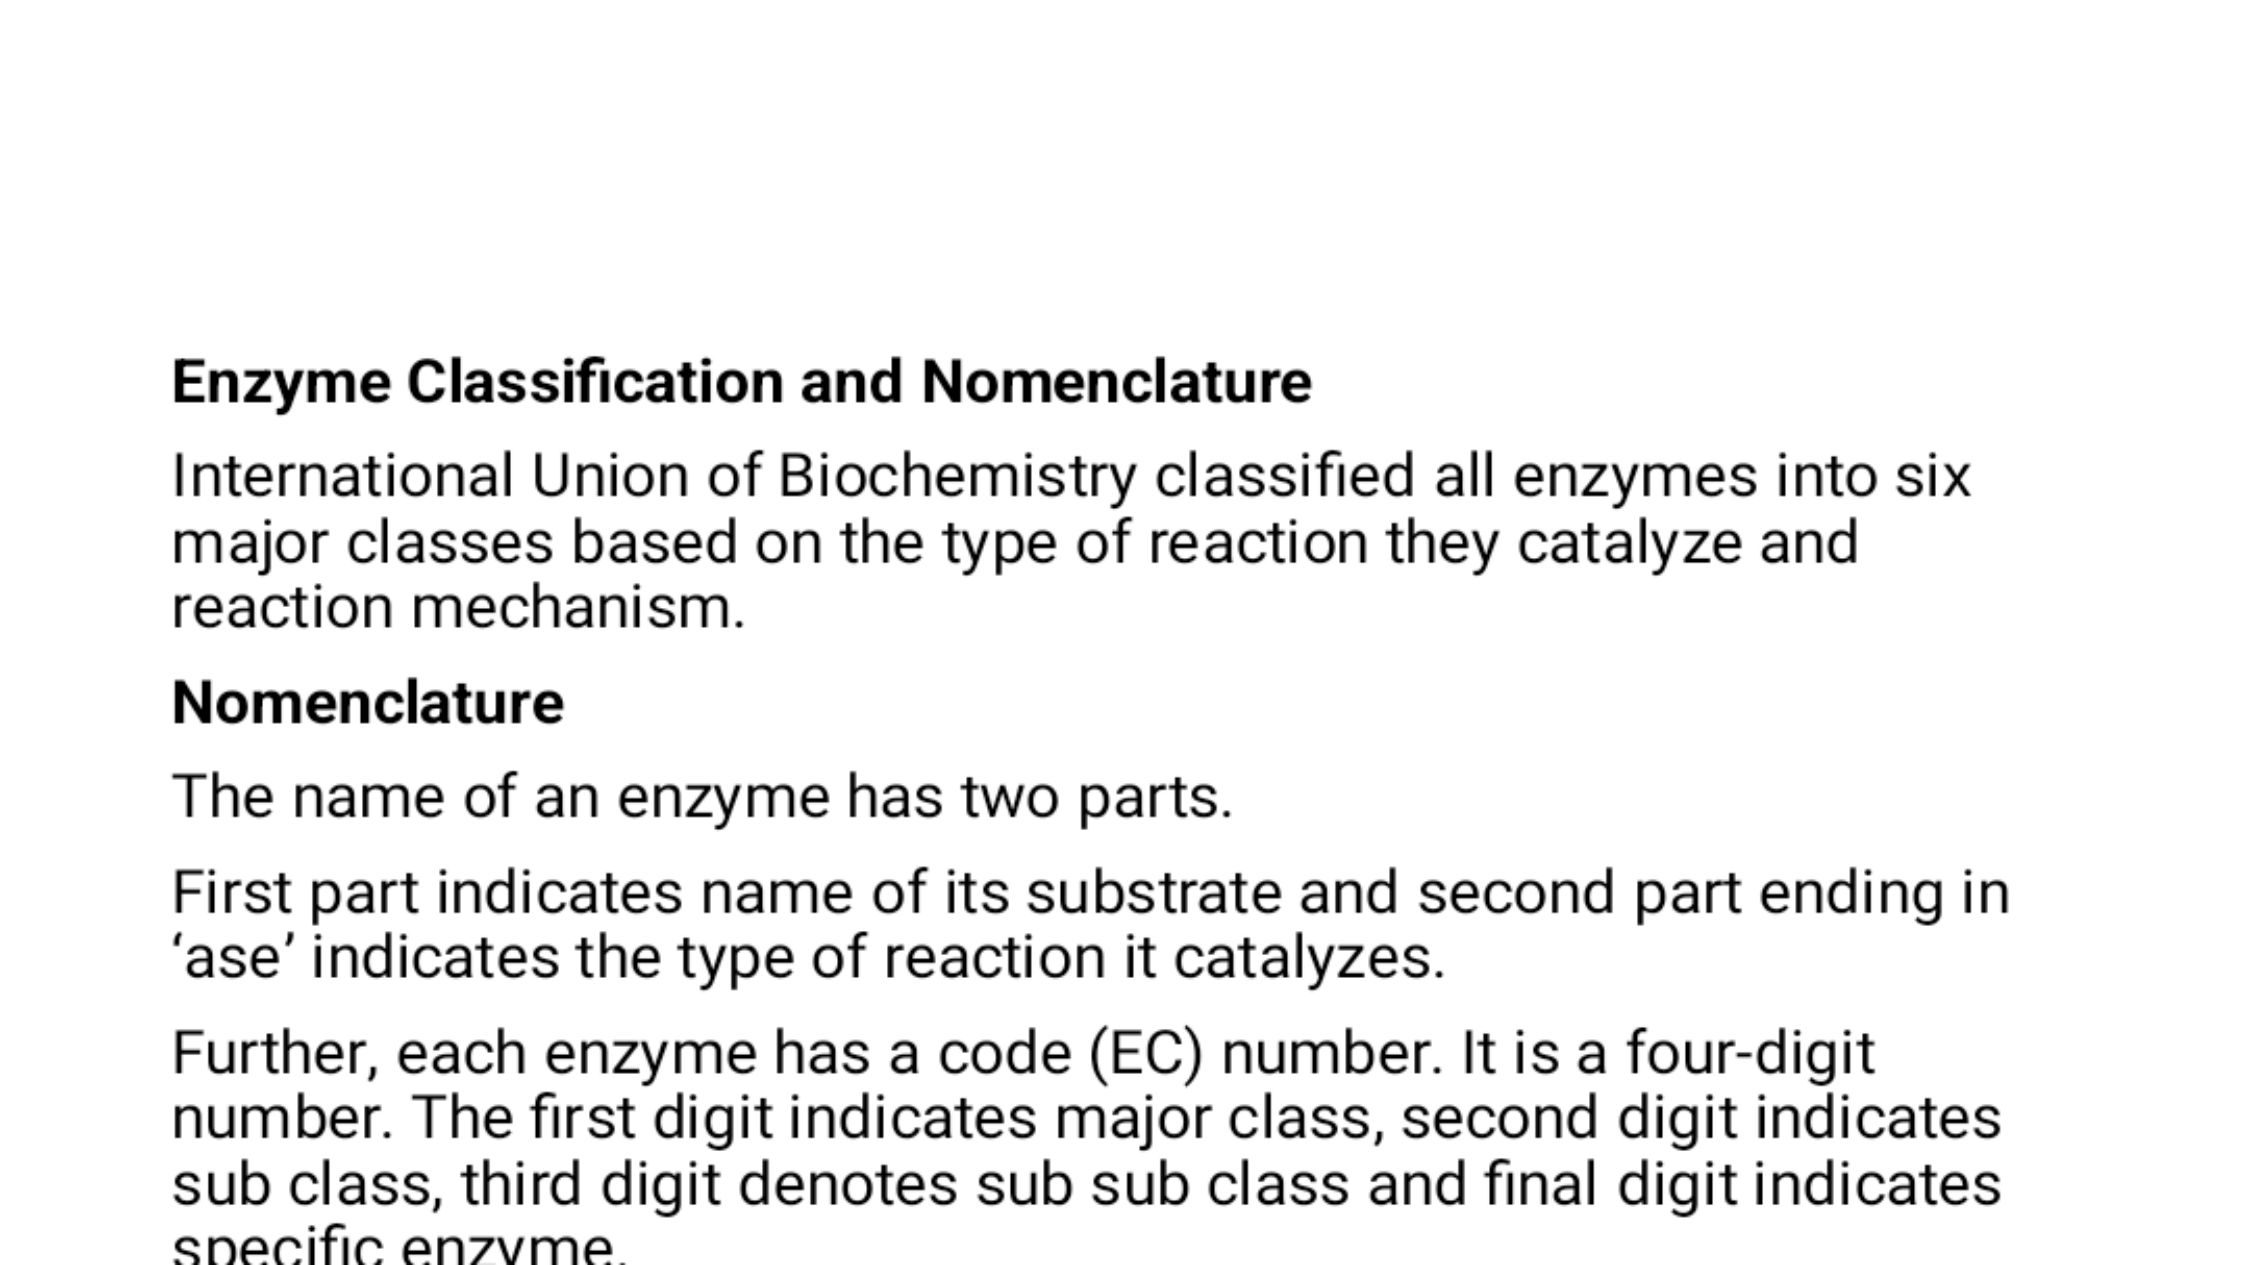 Enzyme Classification and Nomenclature
International Union of Biochemistry classified all enzymes into six
major classes based on the type of reaction they catalyze and
reaction mechanism.
Nomenclature
The name of an enzyme has two parts.
First part indicates name of its substrate and second part ending in
‘ase’ indicates the type of reaction it catalyzes.
Further, each enzyme has a code (EC) number. It is a four-digit
number. The first digit indicates major class, second digit indicates
sub class, third digit denotes sub sub class and final digit indicates
specific enzyme.